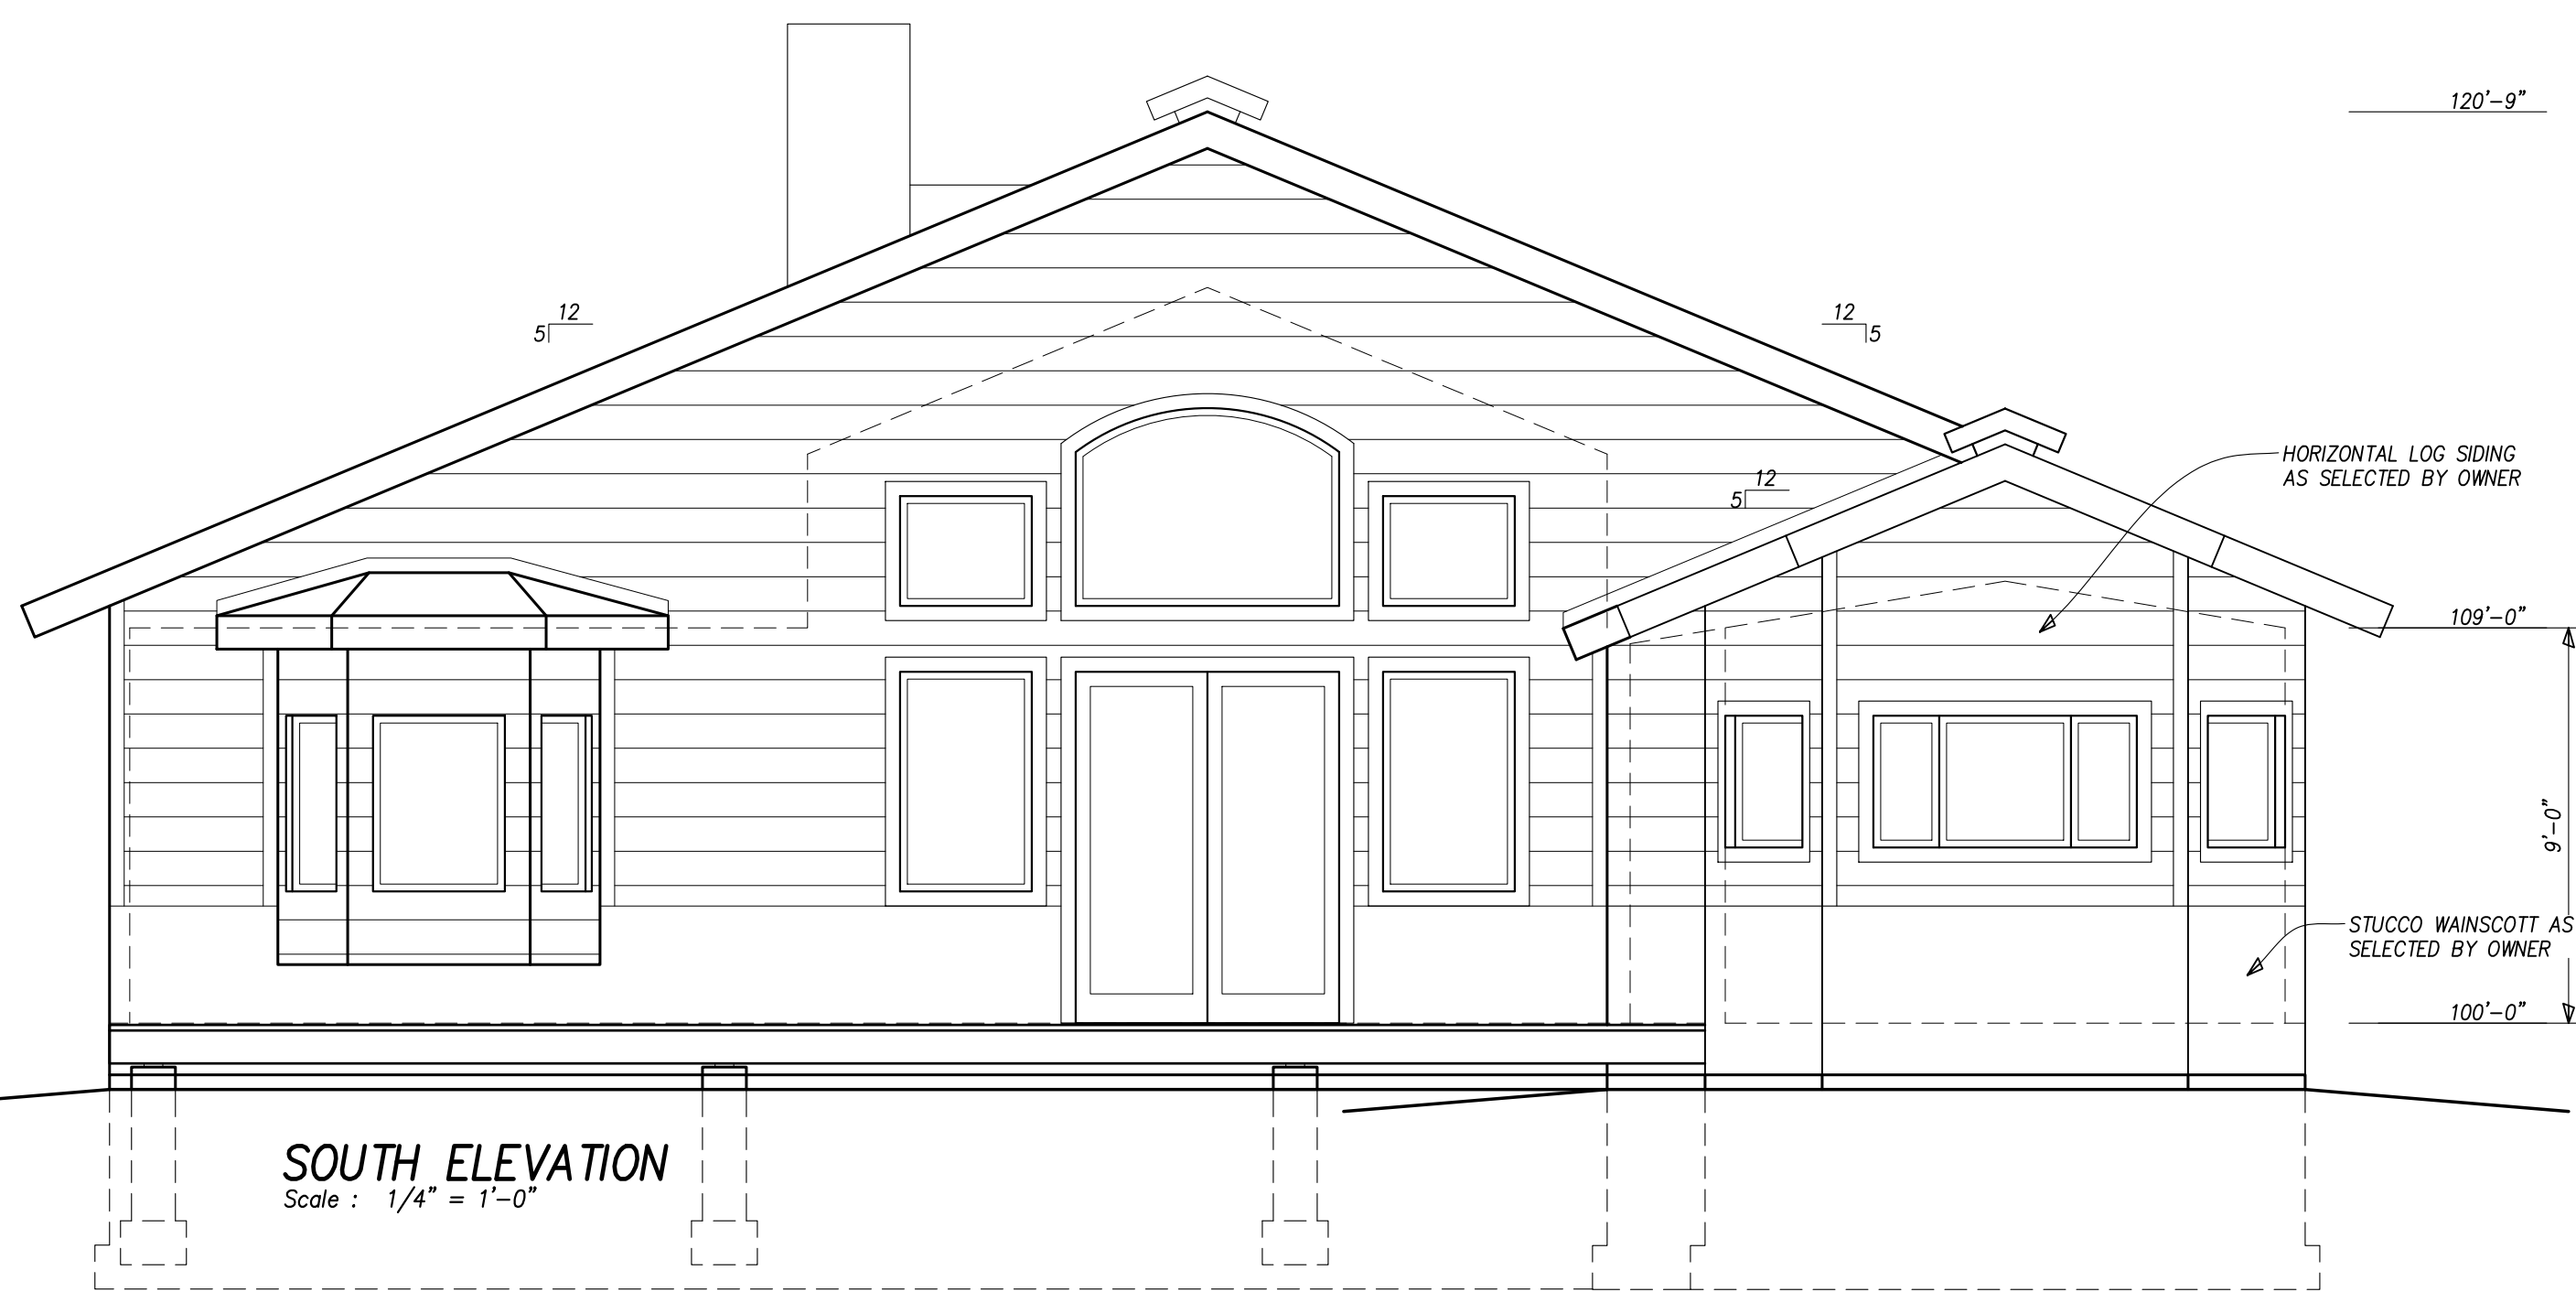 120'-9"
12
5
12
5
HORIZONTAL LOG SIDING
AS SELECTED BY OWNER
12
5
109'-0"
9'-0"
STUCCO WAINSCOTT AS
SELECTED BY OWNER
100'-0"
SOUTH ELEVATION
Scale : 1/4" = 1'-0"